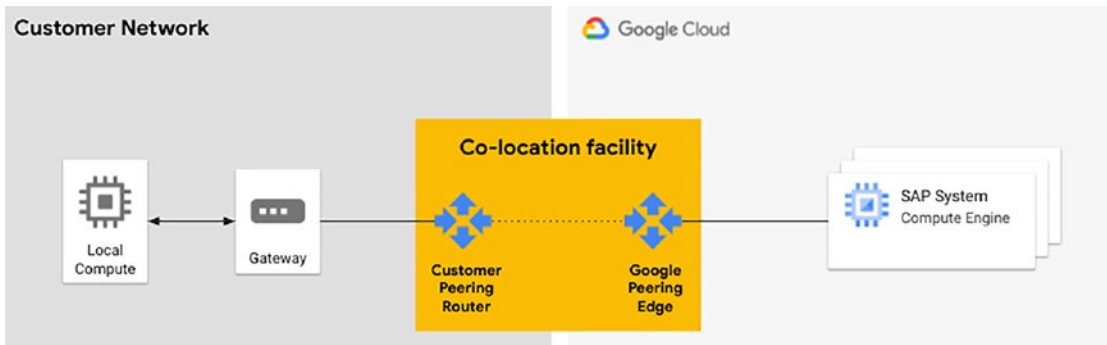 Customer Network
Google Cloud
Co-location facility
Local
Compute
Gateway
Customer
Peering
Router
Google
Peering
Edge
SAP System
Compute Engine